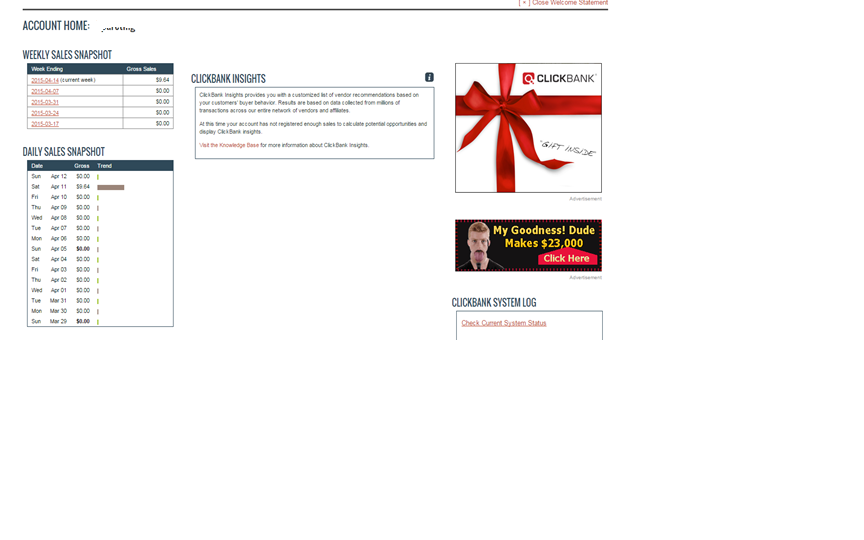 [ × ] Close Welcome Statement
ACCOUNT HOME:
WEEKLY SALES SNAPSHOT
Week Ending Gross Sales
2015-04-14 (current week) $9.64
2015-04-07 $0.00
2015-03-31 $0.00
2015-03-24 $0.00
2015-03-17 $0.00
DAILY SALES SNAPSHOT
Date Gross Trend
Sun Apr 12 $0.00
Sat Apr 11 $9.64
Fri Apr 10 $0.00
Thu Apr 09 $0.00
Wed Apr 08 $0.00
Tue Apr 07 $0.00
Mon Apr 06 $0.00
Sun Apr 05 $0.00
Sat Apr 04 $0.00
Fri Apr 03 $0.00
Thu Apr 02 $0.00
Wed Apr 01 $0.00
Tue Mar 31 $0.00
Mon Mar 30 $0.00
Sun Mar 29 $0.00
CLICKBANK INSIGHTS
i
ClickBank Insights provides you with a customized list of vendor recommendations based on
your customers' buyer behavior. Results are based on data collected from millions of
transactions across our entire network of vendors and affiliates.
At this time your account has not registered enough sales to calculate potential opportunities and
display ClickBank insights.
Visit the Knowledge Base for more information about ClickBank Insights.
CLICKBANK
*GIFT INSIDE
Advertisement
My Goodness! Dude
Makes $23,000
Click Here
Advertisement
CLICKBANK SYSTEM LOG
Check Current System Status